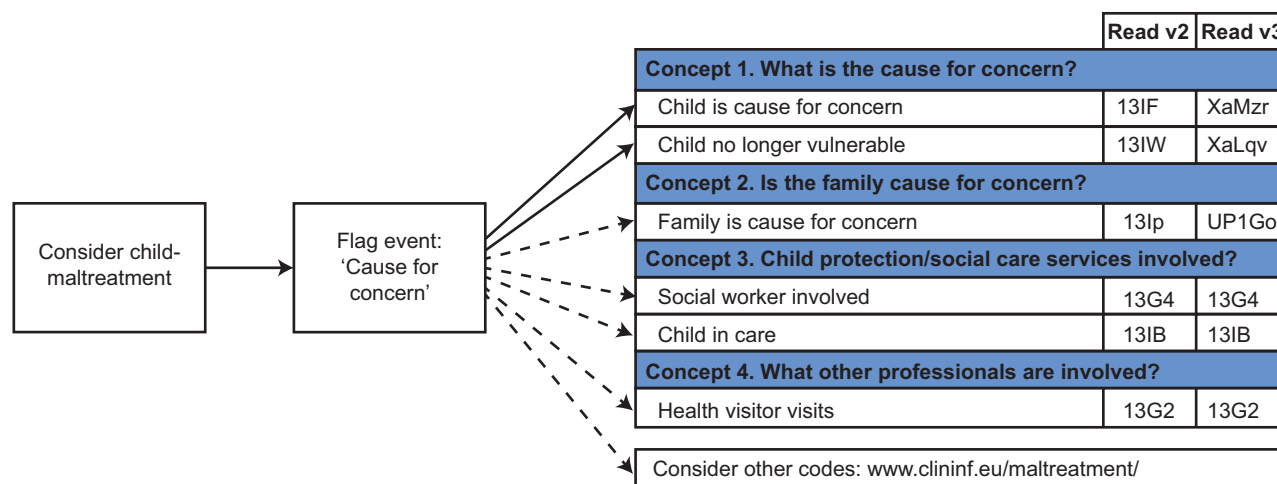 Read v2 Read v3
Concept 1. What is the cause for concern?
Child is cause for concern 13IF XaMzr
Child no longer vulnerable 13IW XaLqv
Concept 2. Is the family cause for concern?
Family is cause for concern 13Ip UP1Go
Concept 3. Child protection/social care services involved?
Social worker involved 13G4 13G4
Child in care 13IB 13IB
Concept 4. What other professionals are involved?
Health visitor visits 13G2 13G2
Consider other codes: www.clininf.eu/maltreatment/
Consider child-
maltreatment
Flag event:
‘Cause for
concern’